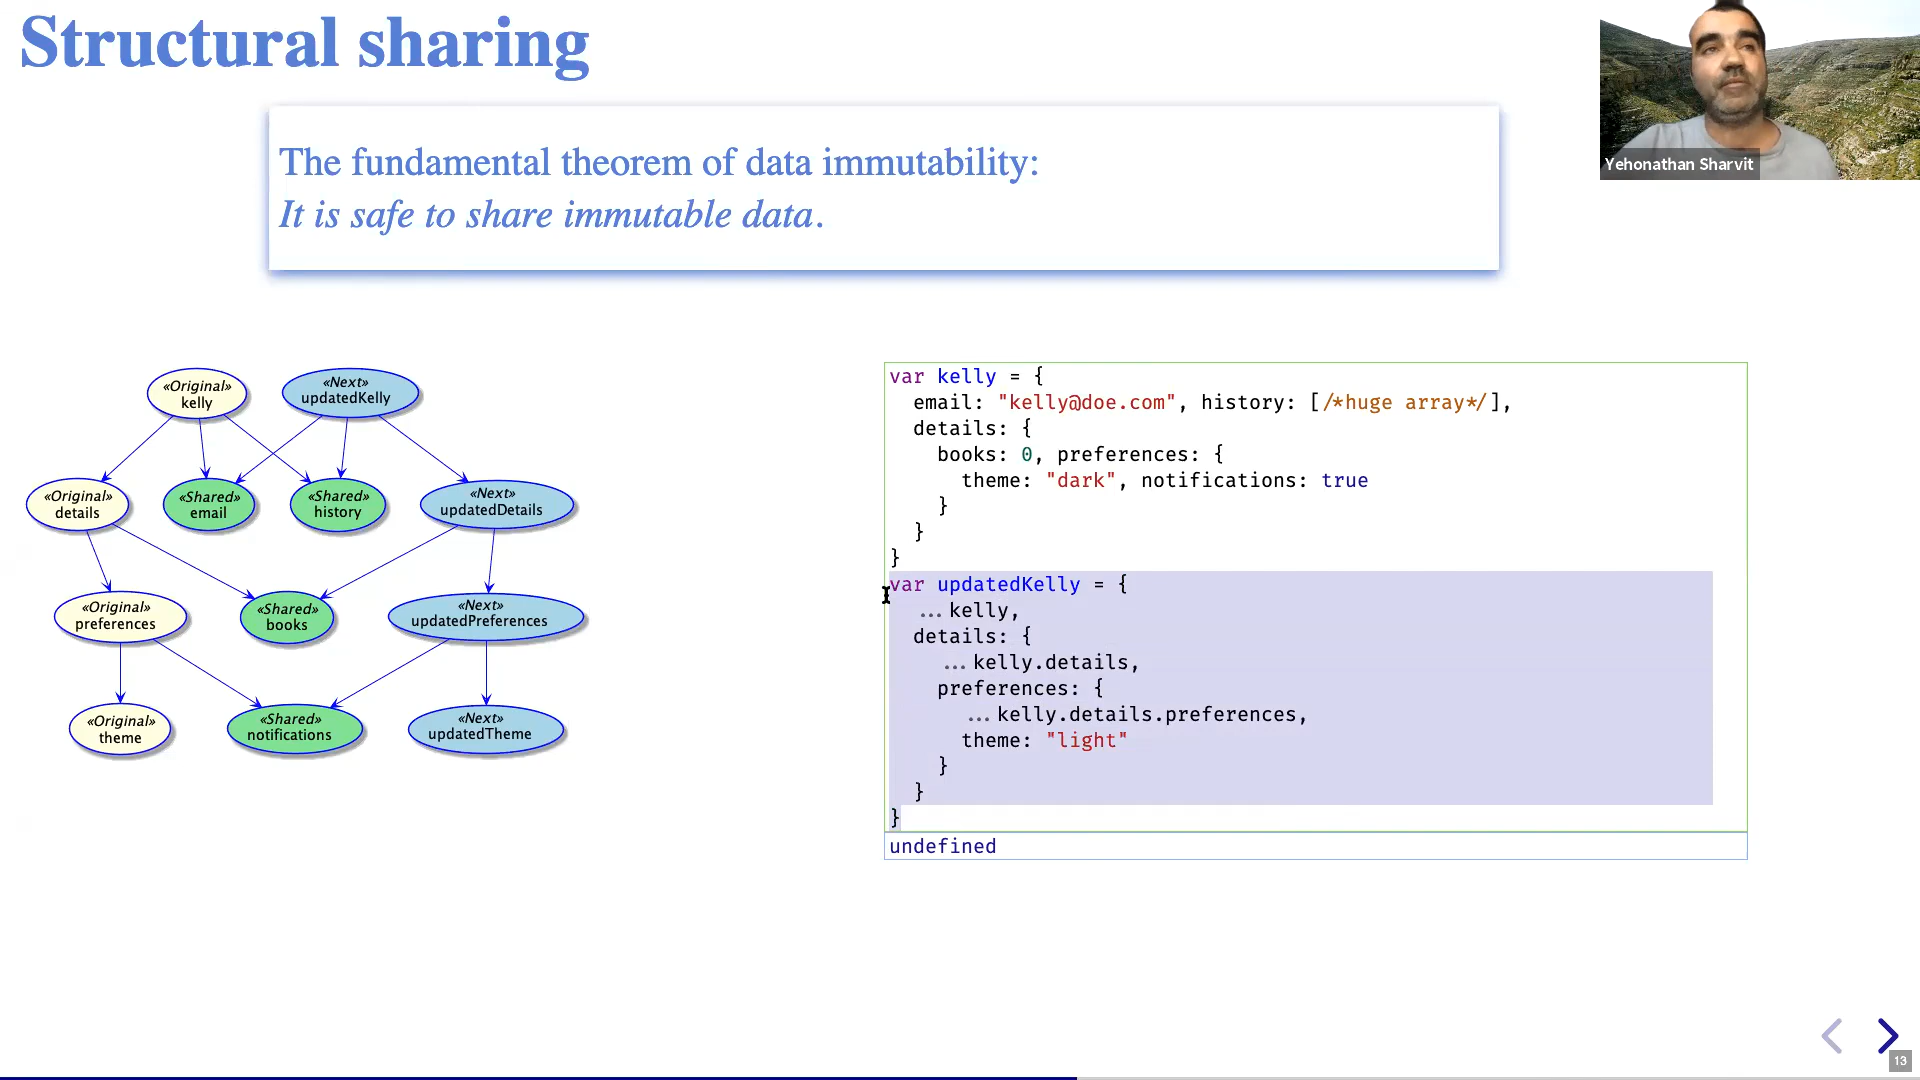 Structural sharing
The fundamental theorem of data immutability:
It is safe to share immutable data.
Yehonathan Sharvit
«Original»
kelly
«Next»
updatedKelly
«Original»
details
«Shared»
email
«Shared»
history
«Next»
updatedDetails
«Original»
preferences
«Shared»
books
«Next»
updatedPreferences
«Original»
theme
«Shared»
notifications
«Next»
updatedTheme
var kelly = {
  email: "kelly@doe.com", history: [/*huge array*/],
  details: {
    books: 0, preferences: {
      theme: "dark", notifications: true
    }
  }
}
var updatedKelly = {
  ...kelly,
  details: {
    ...kelly.details,
    preferences: {
      ...kelly.details.preferences,
      theme: "light"
    }
  }
}
undefined
13